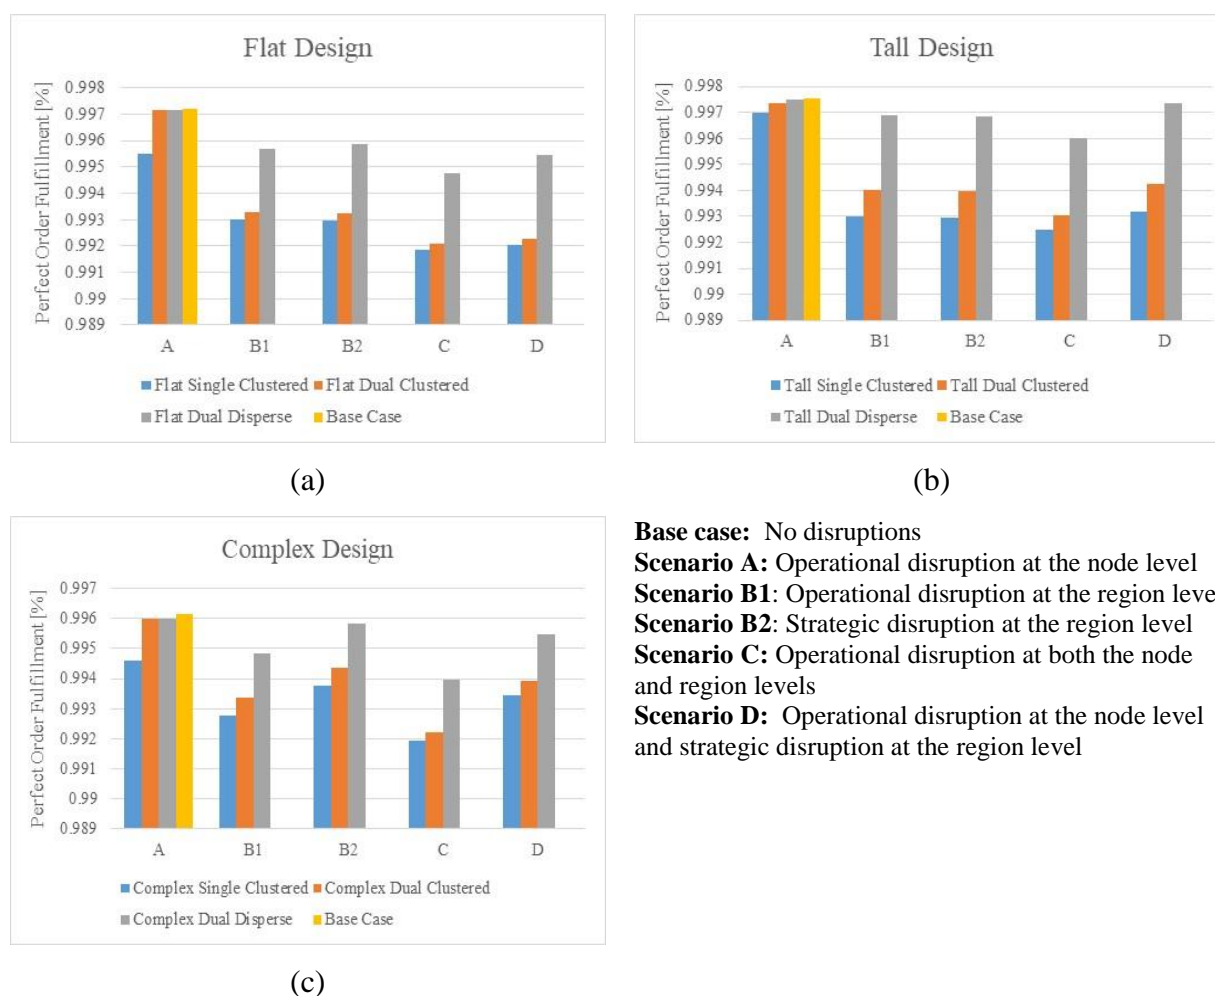 Flat Design
Perfect Order Fulfillment [%]
0.998
0.997
0.996
0.995
0.994
0.993
0.992
0.991
0.99
0.989
A B1 B2 C D
Flat Single Clustered Flat Dual Clustered
Flat Dual Disperse Base Case
(a)
Tall Design
Perfect Order Fulfillment [%]
0.998
0.997
0.996
0.995
0.994
0.993
0.992
0.991
0.99
0.989
A B1 B2 C D
Tall Single Clustered Tall Dual Clustered
Tall Dual Disperse Base Case
(b)
Complex Design
Perfect Order Fulfillment [%]
0.997
0.996
0.995
0.994
0.993
0.992
0.991
0.99
0.989
A B1 B2 C D
Complex Single Clustered Complex Dual Clustered
Complex Dual Disperse Base Case
(c)
Base case: No disruptions
Scenario A: Operational disruption at the node level
Scenario B1: Operational disruption at the region leve
Scenario B2: Strategic disruption at the region level
Scenario C: Operational disruption at both the node
and region levels
Scenario D: Operational disruption at the node level
and strategic disruption at the region level